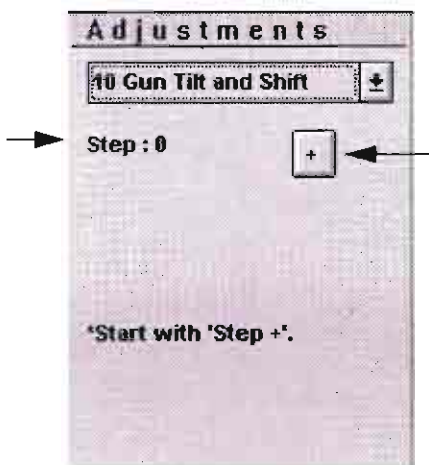 Adjustments
10 Gun Tilt and Shift
Step : 0 +
*Start with 'Step +'.